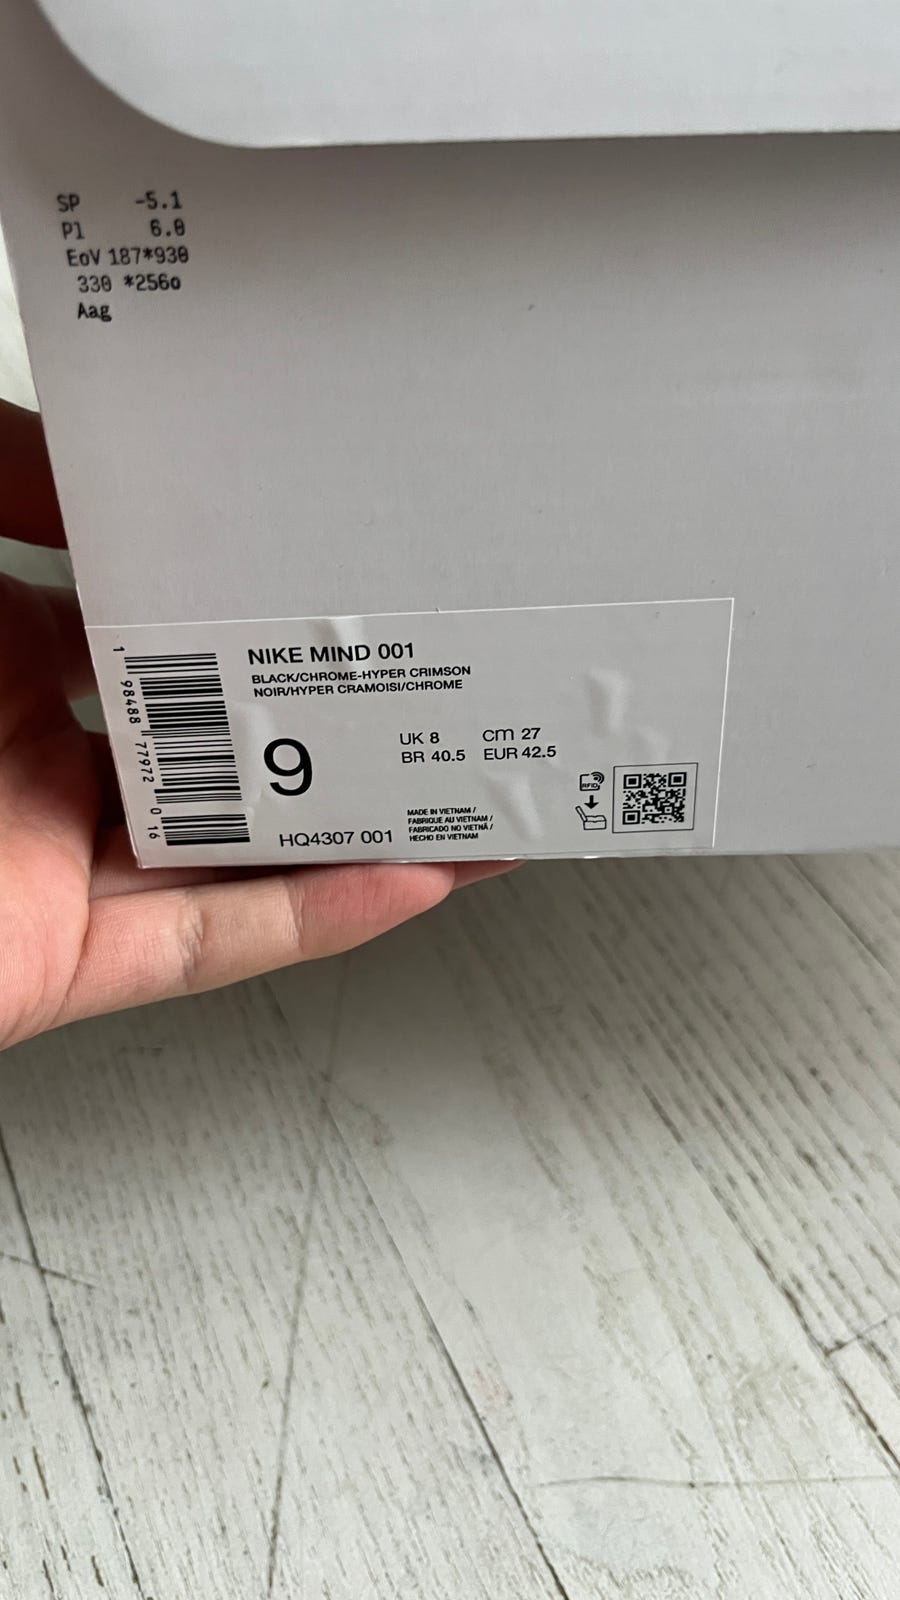 SP -5.1
Pl 6.0
EoV 187*930
330 *256o
Aag
NIKE MIND 001
BLACK/CHROME-HYPER CRIMSON
NOIR/HYPER CRAMOISI/CHROME
9
UK 8 cm 27
BR 40.5 EUR 42.5
MADE IN VIETNAM /
FABRIQUE AU VIETNAM /
FABRICADO NO VIETNÃ /
HECHO EN VIETNAM
HQ4307 001
RFID
1 98488 77972 0 16